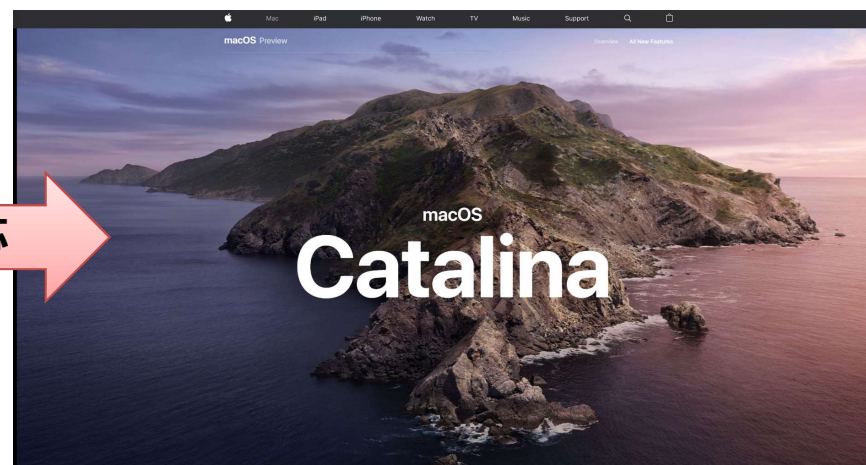 Mac iPad iPhone Watch TV Music Support
macOS Preview
Overview All New Features
macOS
Catalina